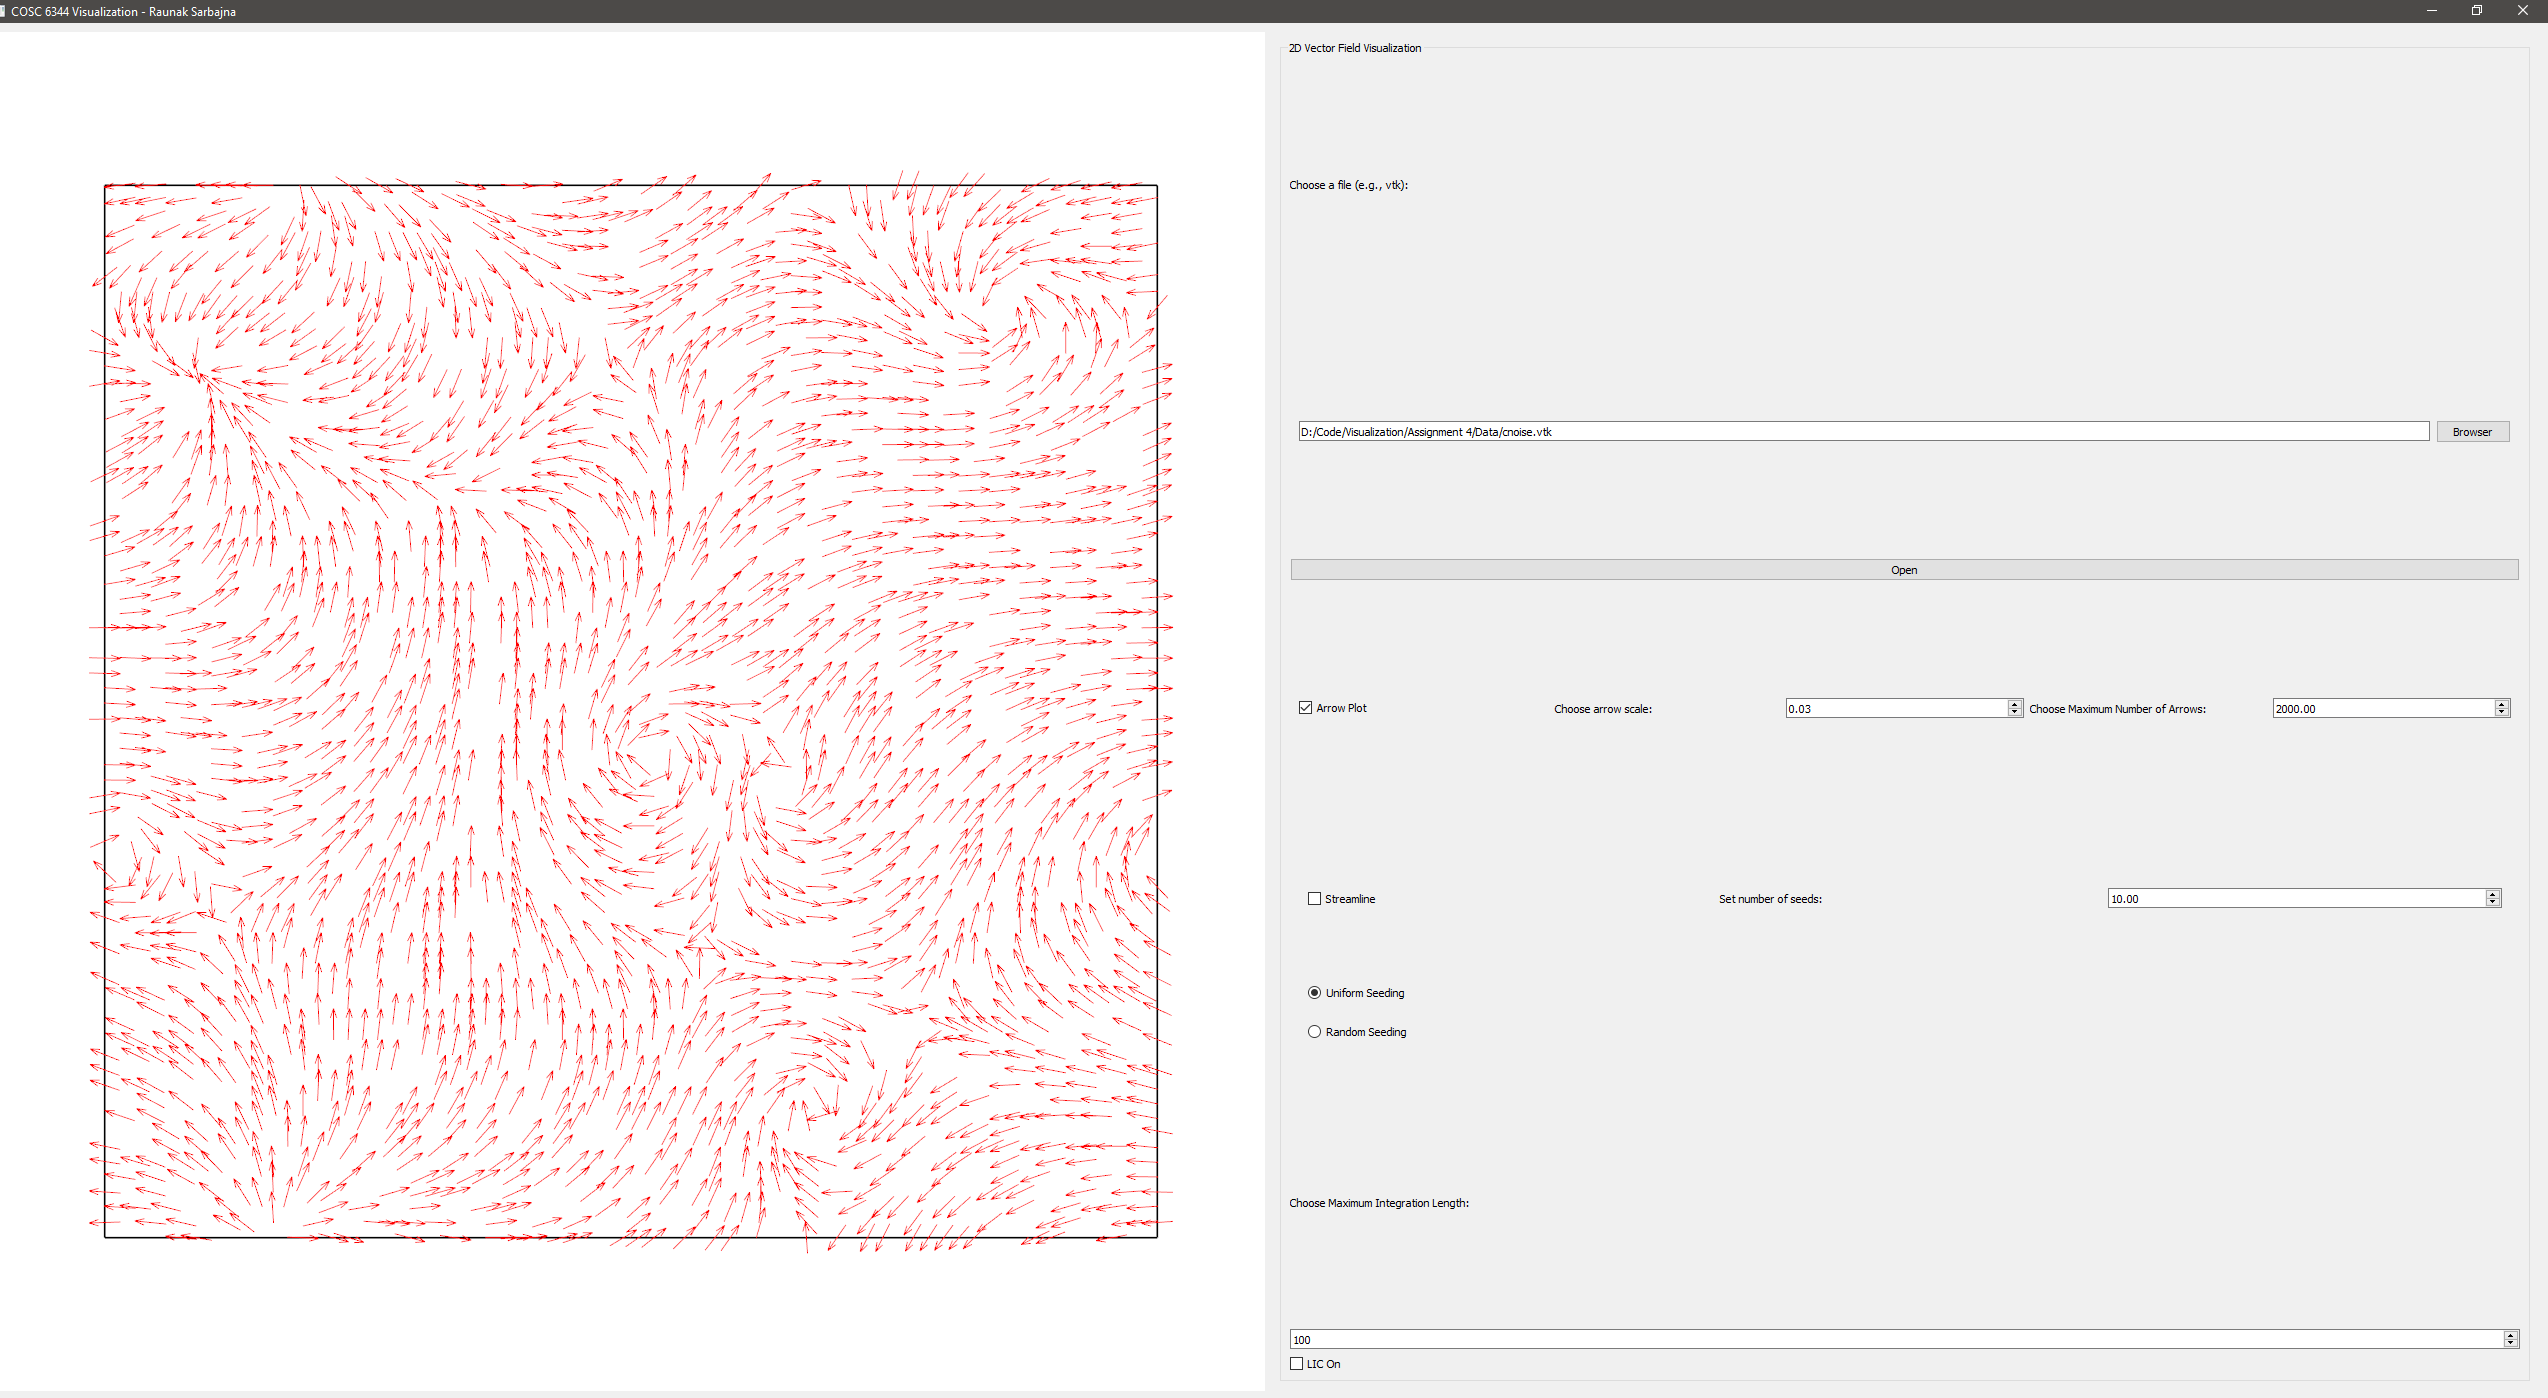 COSC 6344 Visualization - Raunak Sarbajna
2D Vector Field Visualization
Choose a file (e.g., vtk):
D:/Code/Visualization/Assignment 4/Data/cnoise.vtk
Browser
Open
Arrow Plot
Choose arrow scale:
0.03
Choose Maximum Number of Arrows:
2000.00
Streamline
Set number of seeds:
10.00
Uniform Seeding
Random Seeding
Choose Maximum Integration Length:
100
LIC On